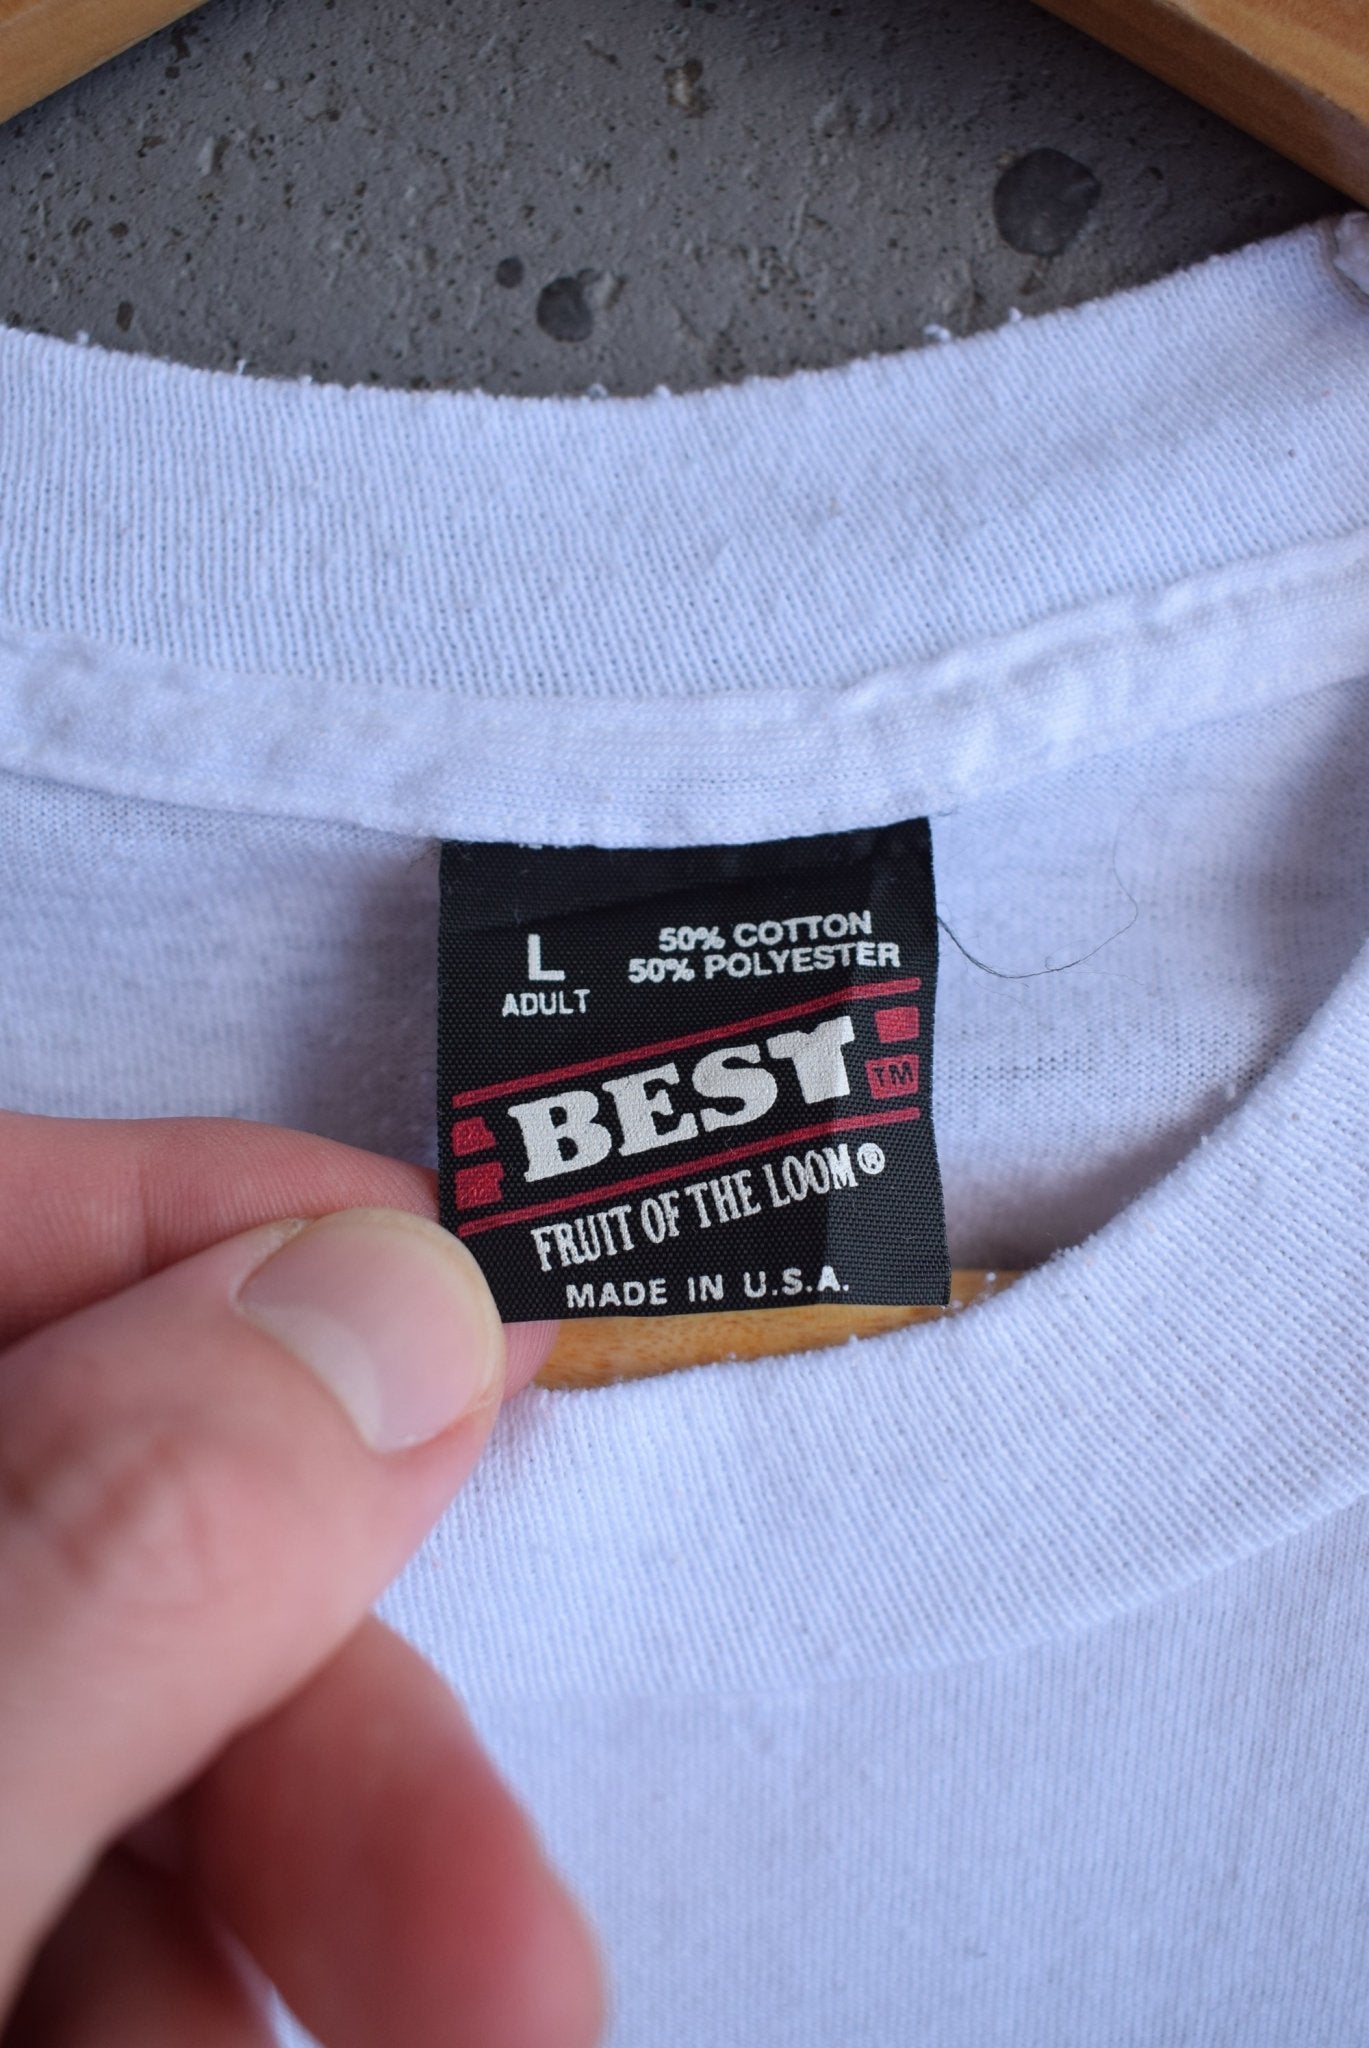 L
ADULT
50% COTTON
50% POLYESTER
BEST
TM
FRUIT OF THE LOOM®
MADE IN U.S.A.